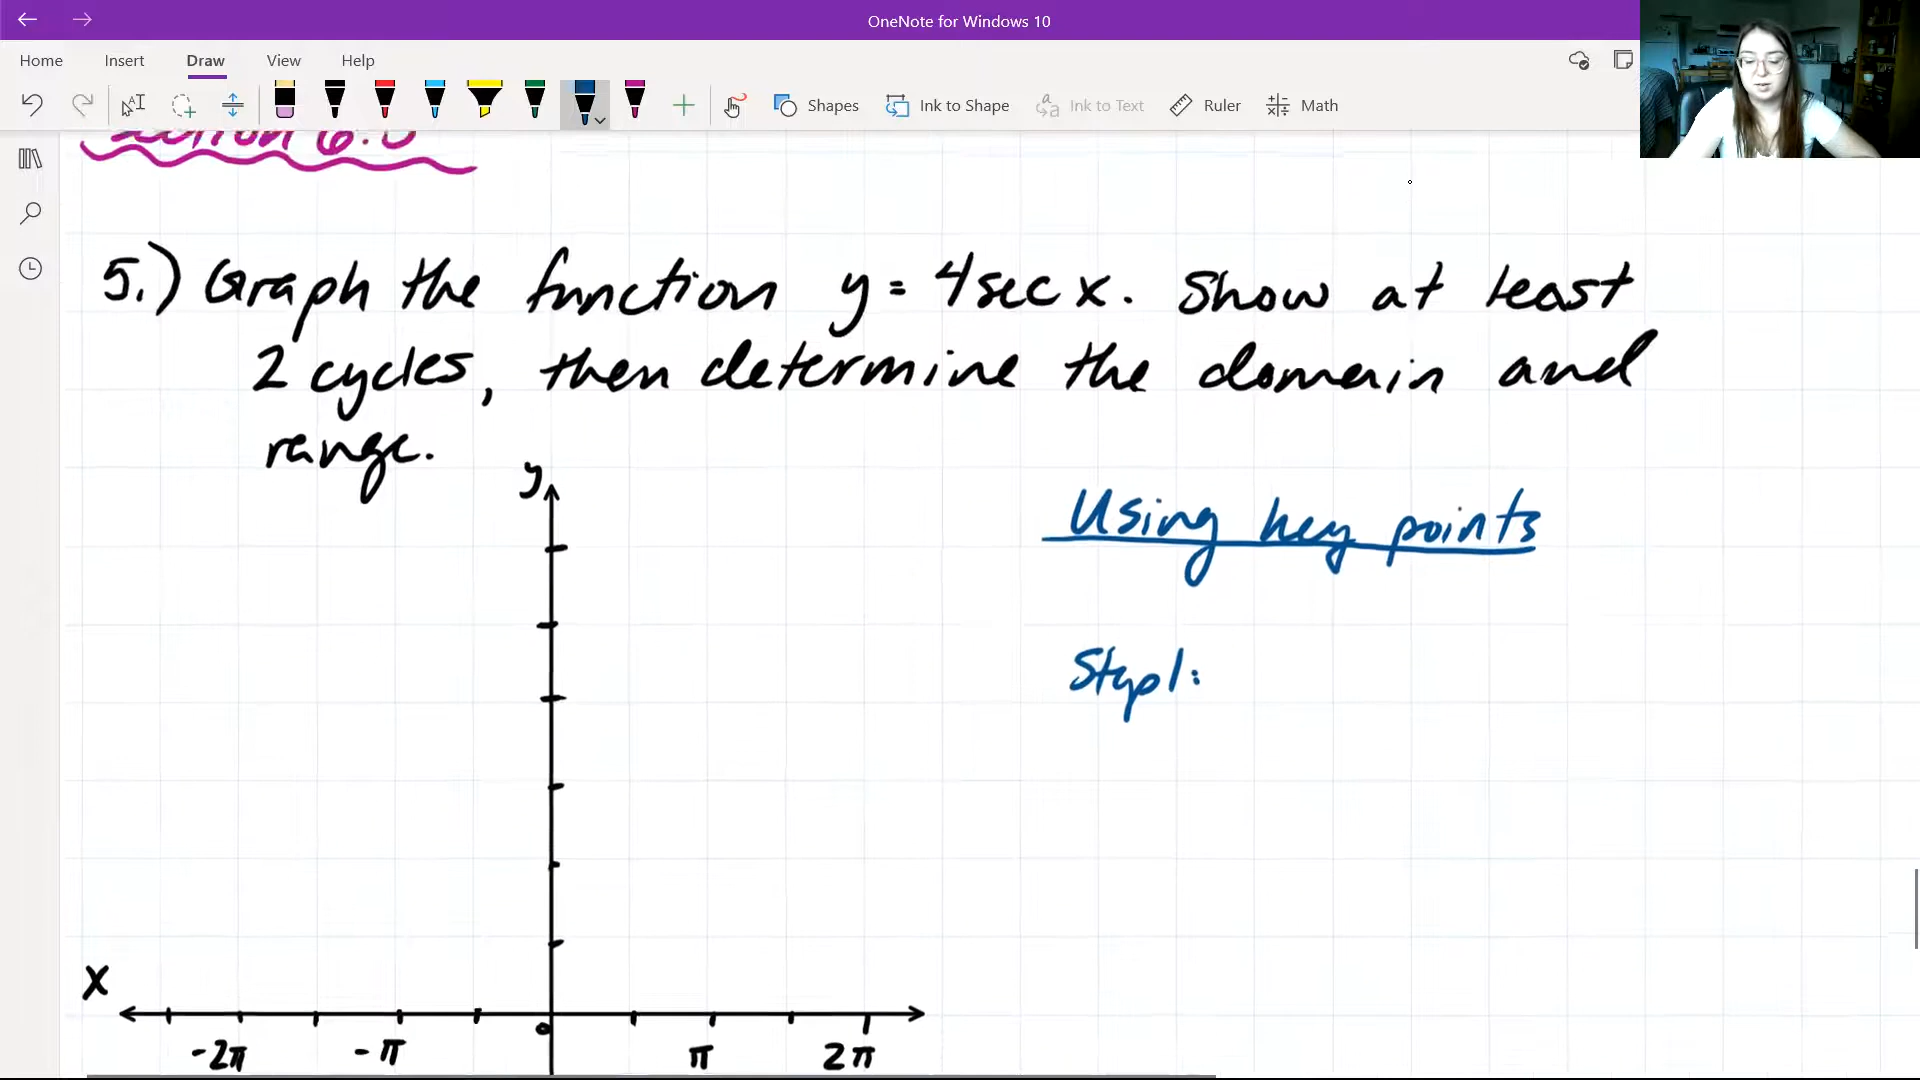 OneNote for Windows 10
Home Insert Draw View Help
Shapes Ink to Shape Ink to Text Ruler Math
5.) Graph the function y = 4 sec x. Show at least
2 cycles, then determine the domain and
range.
y
Using key points
Step 1:
x
0
-2π -π π 2π